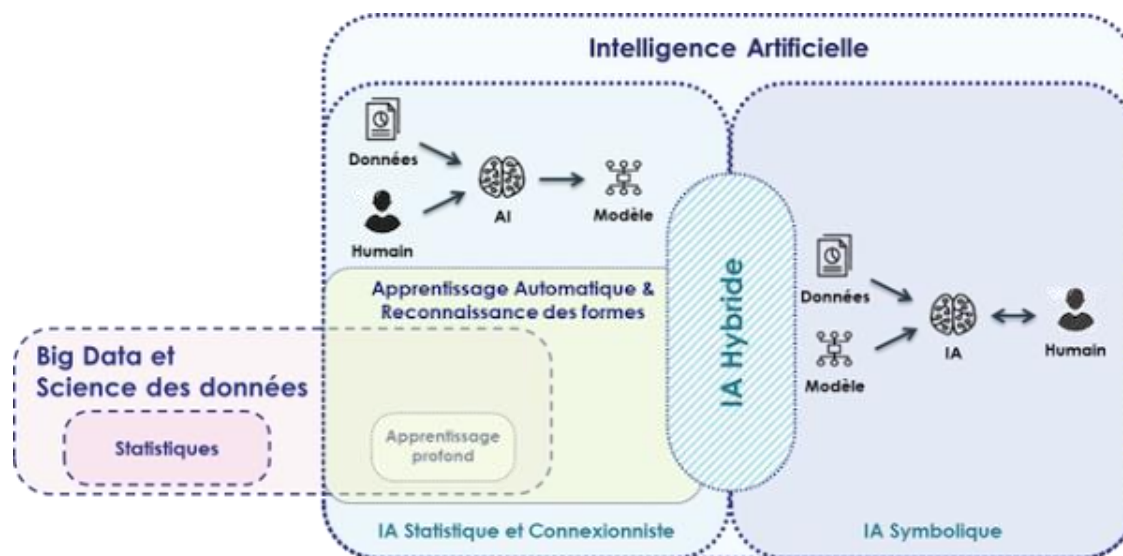 Intelligence Artificielle
Données
Humain
AI
Modèle
Apprentissage Automatique &
Reconnaissance des formes
Big Data et
Science des données
Statistiques
Apprentissage
profond
IA Statistique et Connexionniste
IA Hybride
Données
Modèle
IA
Humain
IA Symbolique